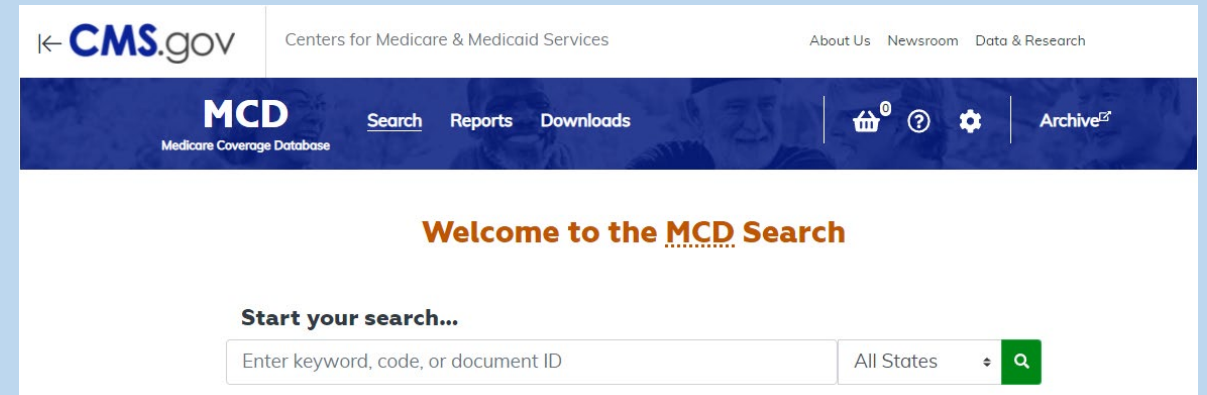 CMS.gov
Centers for Medicare & Medicaid Services
About Us Newsroom Data & Research
MCD
Medicare Coverage Database
Search Reports Downloads
0
?
Archive
Welcome to the MCD Search
Start your search...
Enter keyword, code, or document ID
All States